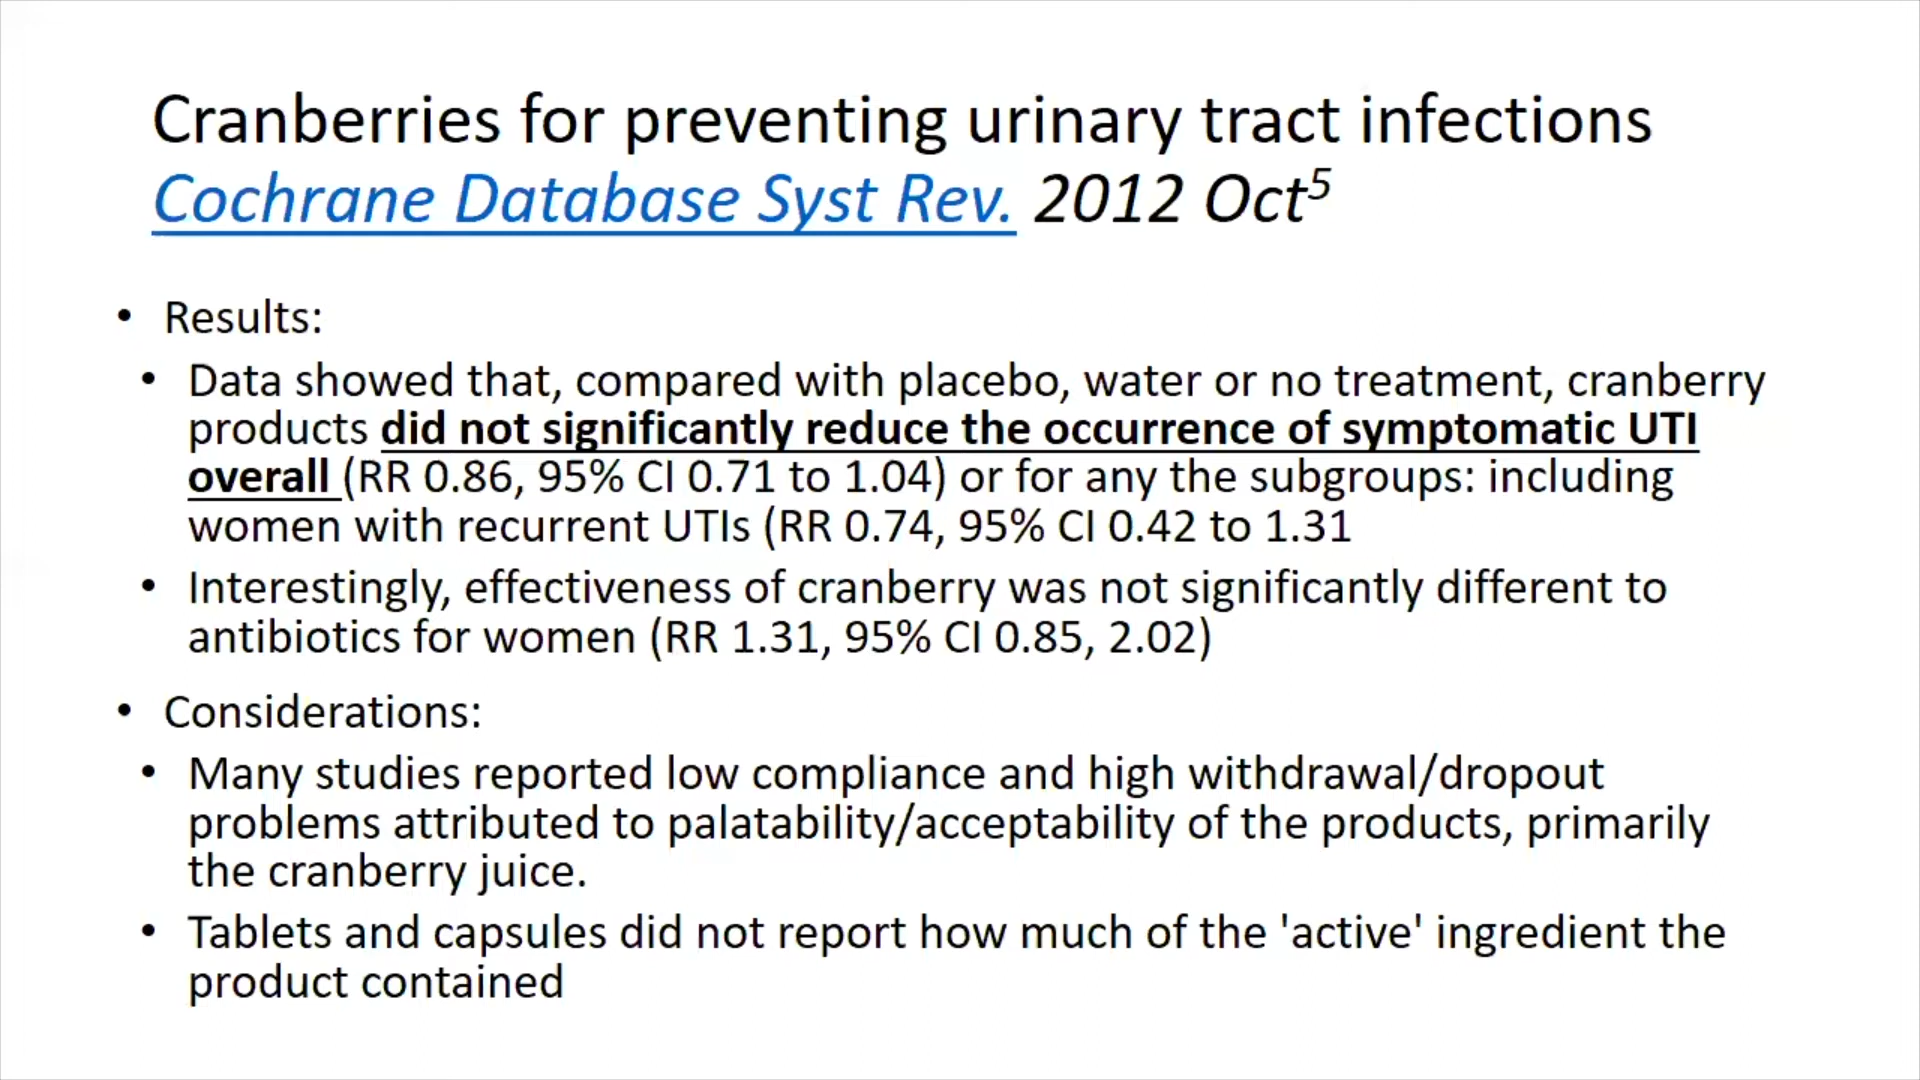 Cranberries for preventing urinary tract infections
Cochrane Database Syst Rev. 2012 Oct⁵
• Results:
• Data showed that, compared with placebo, water or no treatment, cranberry
products did not significantly reduce the occurrence of symptomatic UTI
overall (RR 0.86, 95% CI 0.71 to 1.04) or for any the subgroups: including
women with recurrent UTIs (RR 0.74, 95% CI 0.42 to 1.31
• Interestingly, effectiveness of cranberry was not significantly different to
antibiotics for women (RR 1.31, 95% CI 0.85, 2.02)
• Considerations:
• Many studies reported low compliance and high withdrawal/dropout
problems attributed to palatability/acceptability of the products, primarily
the cranberry juice.
• Tablets and capsules did not report how much of the 'active' ingredient the
product contained